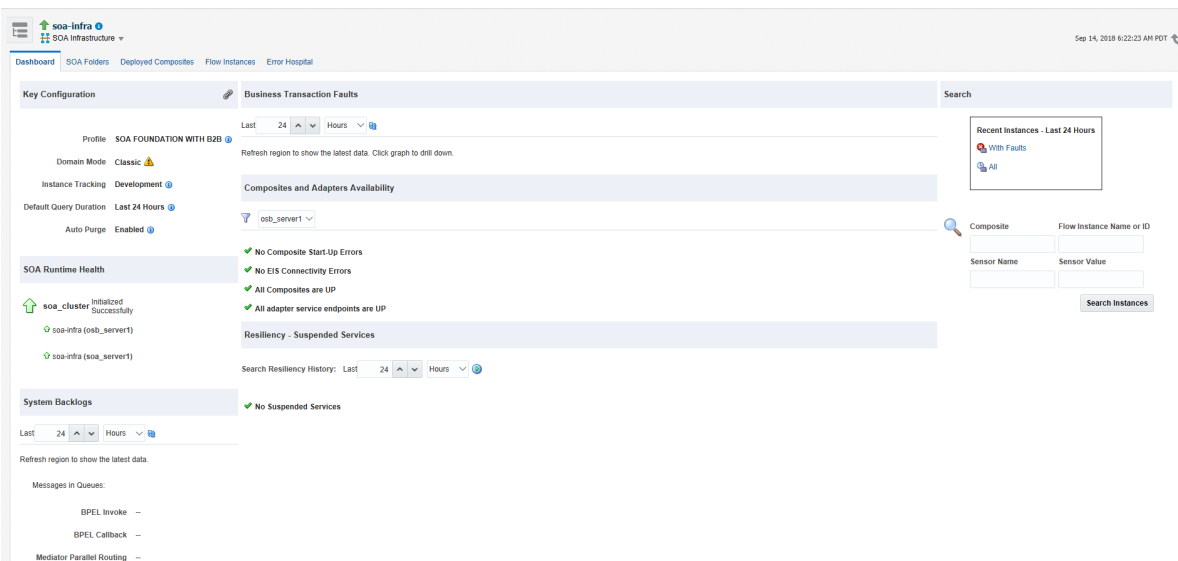 soa-infra
SOA Infrastructure
Sep 14, 2018 6:22:23 AM PDT
Dashboard SOA Folders Deployed Composites Flow Instances Error Hospital
Key Configuration
Profile SOA FOUNDATION WITH B2B
Domain Mode Classic
Instance Tracking Development
Default Query Duration Last 24 Hours
Auto Purge Enabled
SOA Runtime Health
soa_cluster Initialized Successfully
soa-infra (osb_server1)
soa-infra (soa_server1)
System Backlogs
Last 24 Hours
Refresh region to show the latest data.
Messages in Queues:
BPEL Invoke --
BPEL Callback --
Mediator Parallel Routing --
Business Transaction Faults
Last 24 Hours
Refresh region to show the latest data. Click graph to drill down.
Composites and Adapters Availability
osb_server1
No Composite Start-Up Errors
No EIS Connectivity Errors
All Composites are UP
All adapter service endpoints are UP
Resiliency - Suspended Services
Search Resiliency History: Last 24 Hours
No Suspended Services
Search
Recent Instances - Last 24 Hours
With Faults
All
Composite Flow Instance Name or ID
Sensor Name Sensor Value
Search Instances